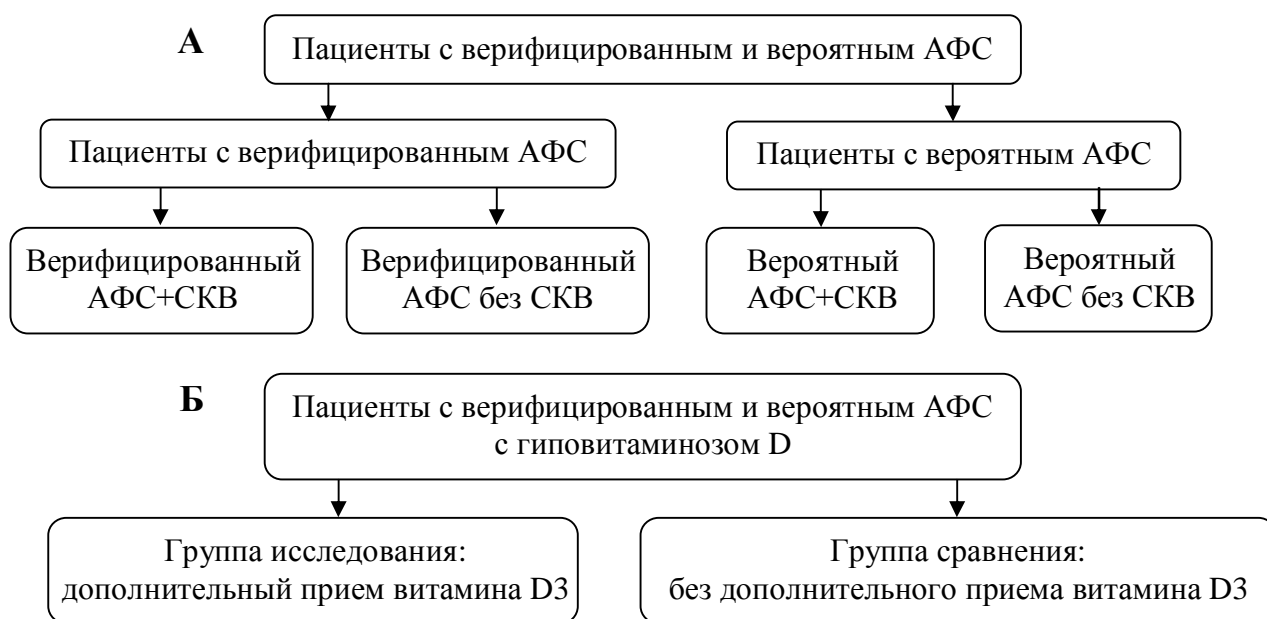 А
Пациенты с верифицированным и вероятным АФС
Пациенты с верифицированным АФС
Пациенты с вероятным АФС
Верифицированный
АФС+СКВ
Верифицированный
АФС без СКВ
Вероятный
АФС+СКВ
Вероятный
АФС без СКВ
Б
Пациенты с верифицированным и вероятным АФС
с гиповитаминозом D
Группа исследования:
дополнительный прием витамина D3
Группа сравнения:
без дополнительного приема витамина D3